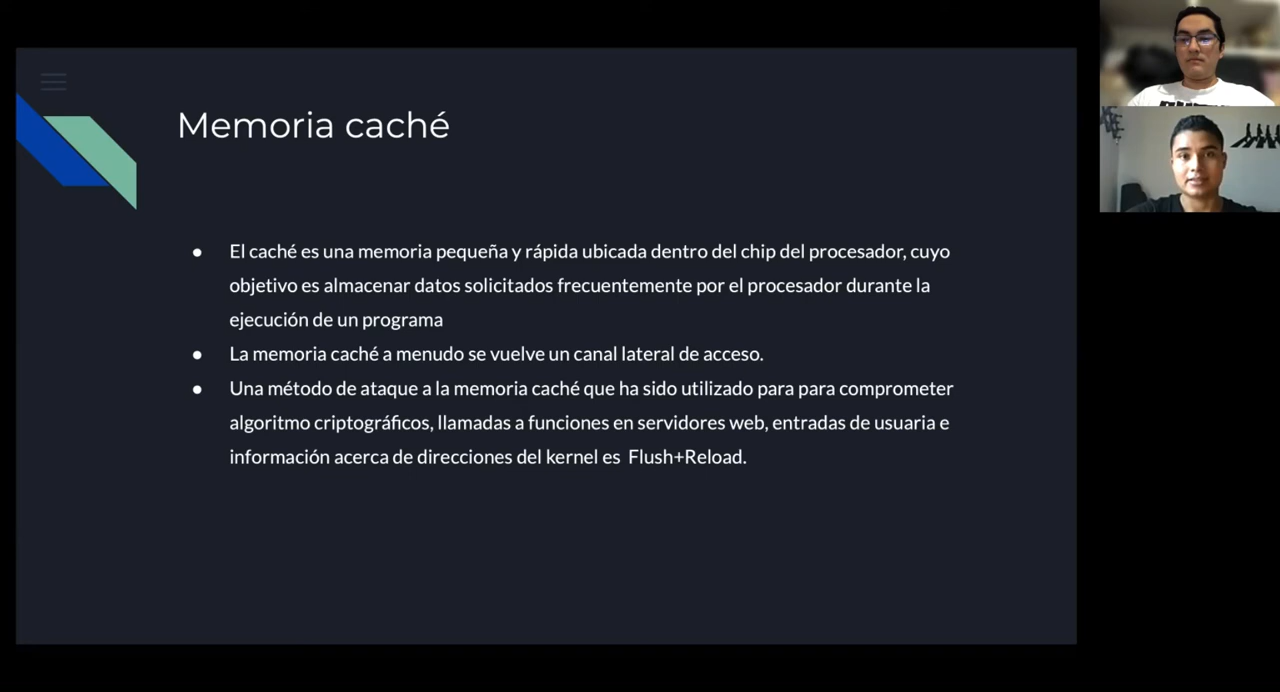 Memoria caché
● El caché es una memoria pequeña y rápida ubicada dentro del chip del procesador, cuyo
objetivo es almacenar datos solicitados frecuentemente por el procesador durante la
ejecución de un programa
● La memoria caché a menudo se vuelve un canal lateral de acceso.
● Una método de ataque a la memoria caché que ha sido utilizado para para comprometer
algoritmo criptográficos, llamadas a funciones en servidores web, entradas de usuaria e
información acerca de direcciones del kernel es Flush+Reload.